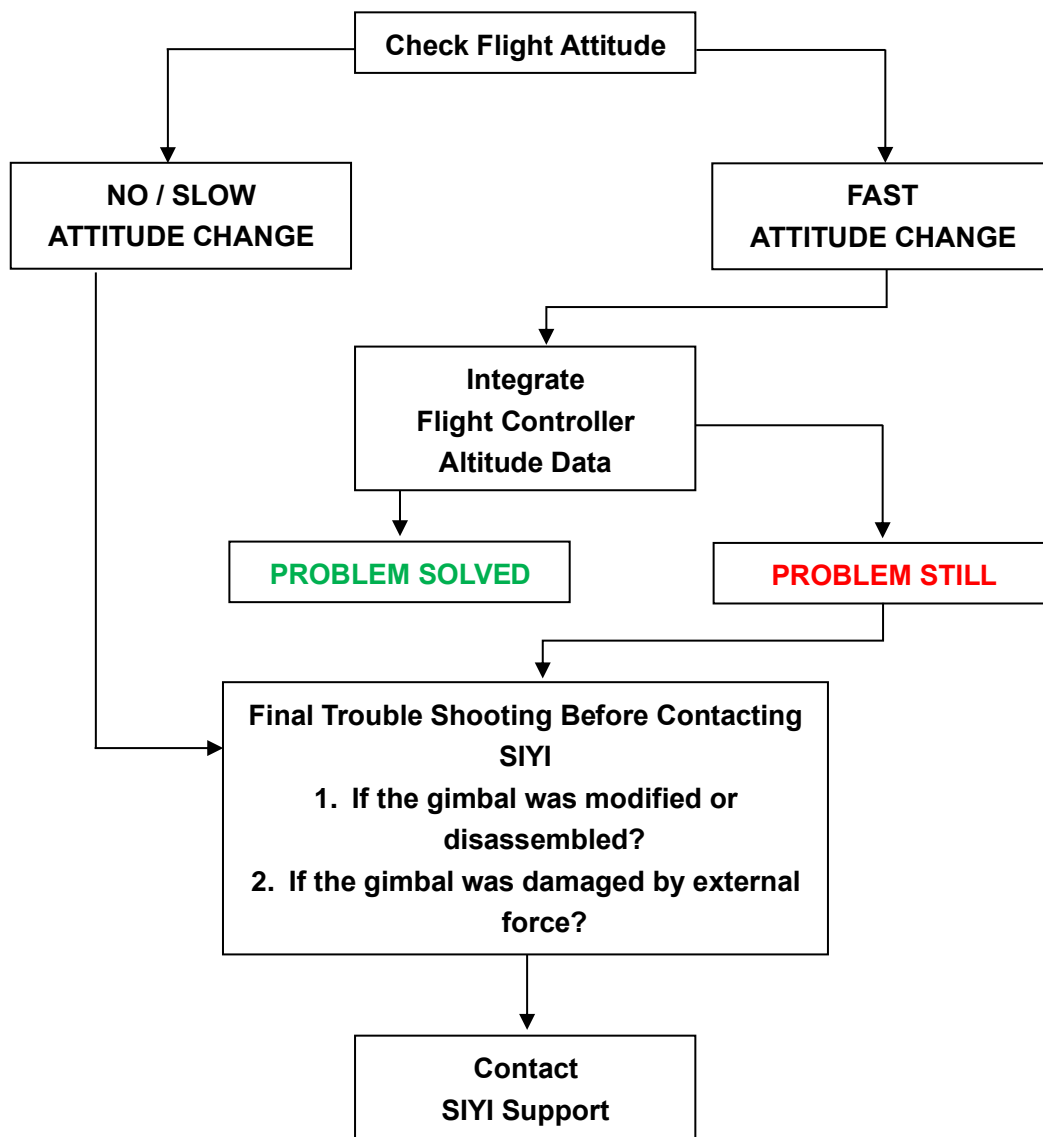 Check Flight Attitude
NO / SLOW
ATTITUDE CHANGE
FAST
ATTITUDE CHANGE
Integrate
Flight Controller
Altitude Data
PROBLEM SOLVED
PROBLEM STILL
Final Trouble Shooting Before Contacting
SIYI
1. If the gimbal was modified or
disassembled?
2. If the gimbal was damaged by external
force?
Contact
SIYI Support